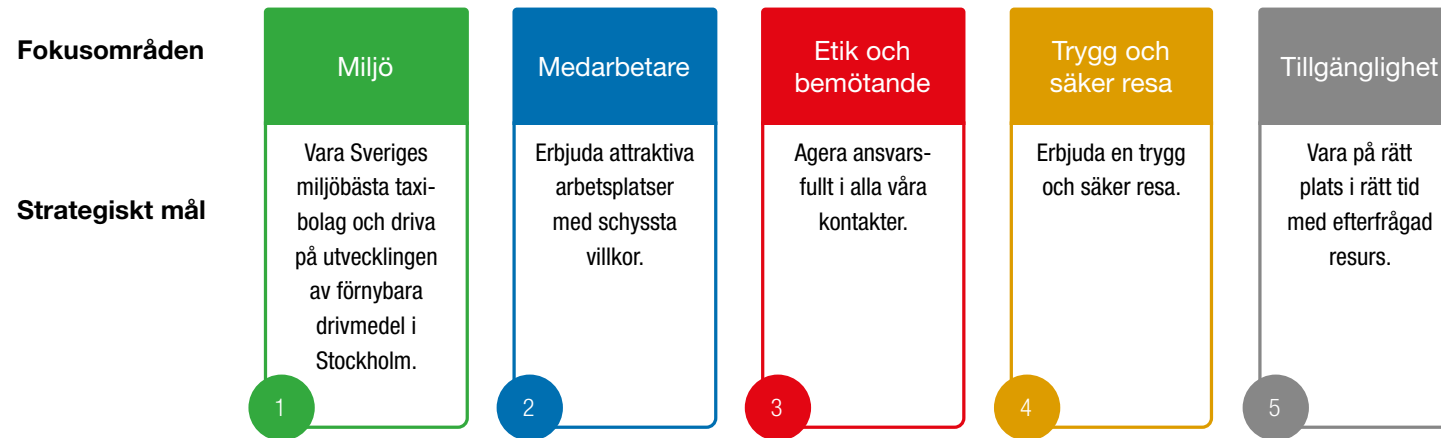 Fokusområden
Miljö
Medarbetare
Etik och
bemötande
Trygg och
säker resa
Tillgänglighet
Strategiskt mål
Vara Sveriges
miljöbästa taxi-
bolag och driva
på utvecklingen
av förnybara
drivmedel i
Stockholm.
1
Erbjuda attraktiva
arbetsplatser
med schyssta
villkor.
2
Agera ansvars-
fullt i alla våra
kontakter.
3
Erbjuda en trygg
och säker resa.
4
Vara på rätt
plats i rätt tid
med efterfrågad
resurs.
5